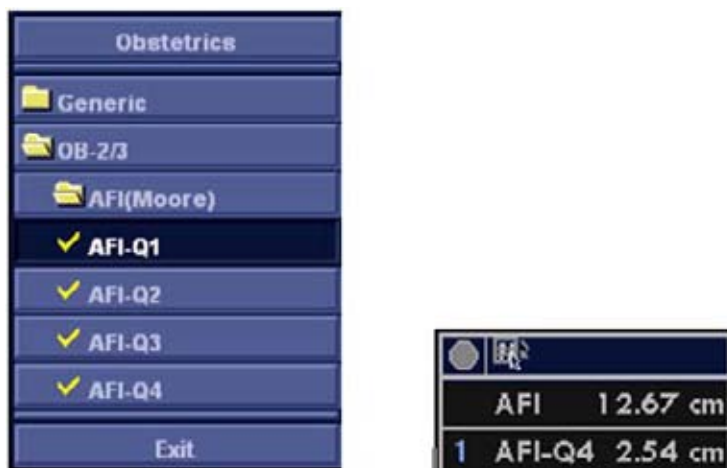 Obstetrics
Generic
OB-2/3
AFI(Moore)
AFI-Q1
AFI-Q2
AFI-Q3
AFI-Q4
Exit
AFI 12.67 cm
1 AFI-Q4 2.54 cm